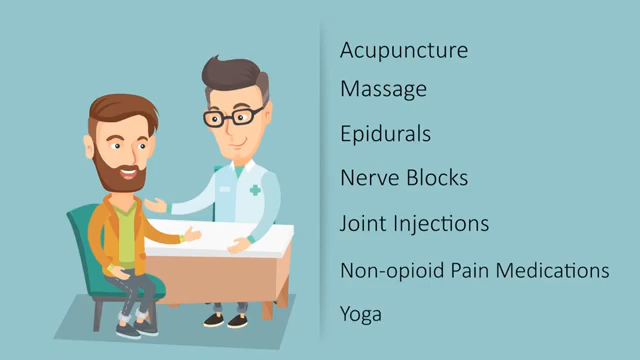 Acupuncture
Massage
Epidurals
Nerve Blocks
Joint Injections
Non-opioid Pain Medications
Yoga